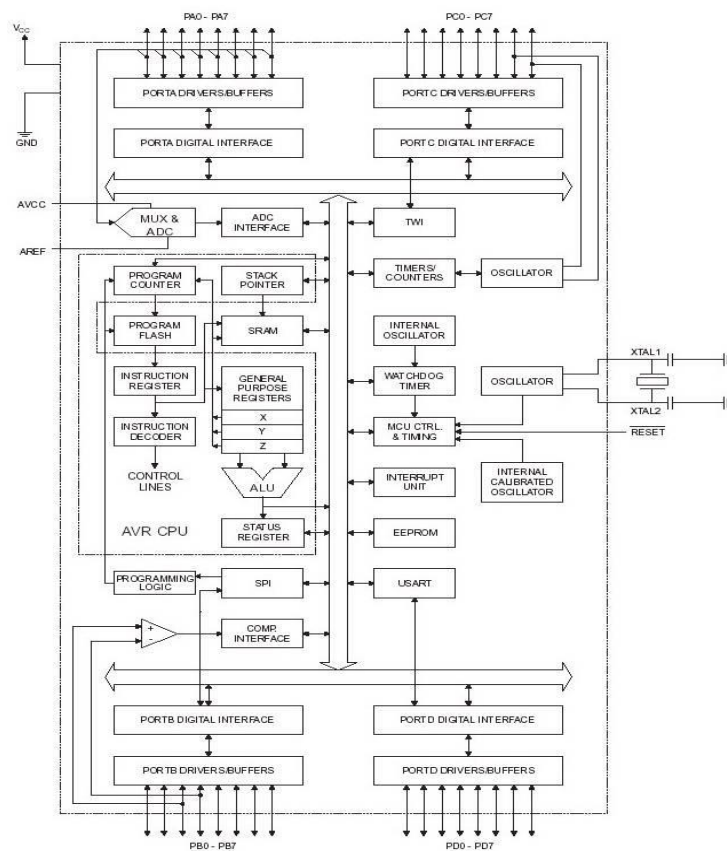 PA0 - PA7
PC0 - PC7
VCC
GND
PORTA DRIVERS/BUFFERS
PORTC DRIVERS/BUFFERS
PORTA DIGITAL INTERFACE
PORTC DIGITAL INTERFACE
AVCC
AREF
MUX &
ADC
ADC
INTERFACE
TWI
PROGRAM
COUNTER
STACK
POINTER
TIMERS/
COUNTERS
OSCILLATOR
PROGRAM
FLASH
SRAM
INTERNAL
OSCILLATOR
INSTRUCTION
REGISTER
GENERAL
PURPOSE
REGISTERS
X
Y
Z
WATCHDOG
TIMER
OSCILLATOR
XTAL1
XTAL2
INSTRUCTION
DECODER
MCU CTRL.
& TIMING
RESET
CONTROL
LINES
ALU
INTERRUPT
UNIT
INTERNAL
CALIBRATED
OSCILLATOR
AVR CPU
STATUS
REGISTER
EEPROM
PROGRAMMING
LOGIC
SPI
USART
+
-
COMP.
INTERFACE
PORTB DIGITAL INTERFACE
PORTD DIGITAL INTERFACE
PORTB DRIVERS/BUFFERS
PORTD DRIVERS/BUFFERS
PB0 - PB7
PD0 - PD7